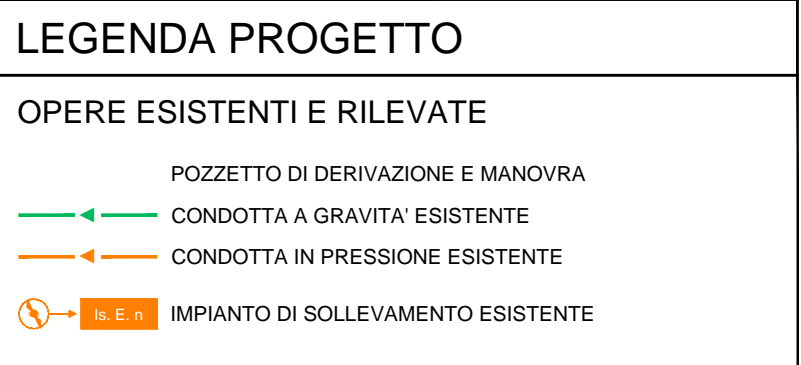 LEGENDA PROGETTO
OPERE ESISTENTI E RILEVATE
POZZETTO DI DERIVAZIONE E MANOVRA
CONDOTTA A GRAVITA' ESISTENTE
CONDOTTA IN PRESSIONE ESISTENTE
Is. E. n IMPIANTO DI SOLLEVAMENTO ESISTENTE